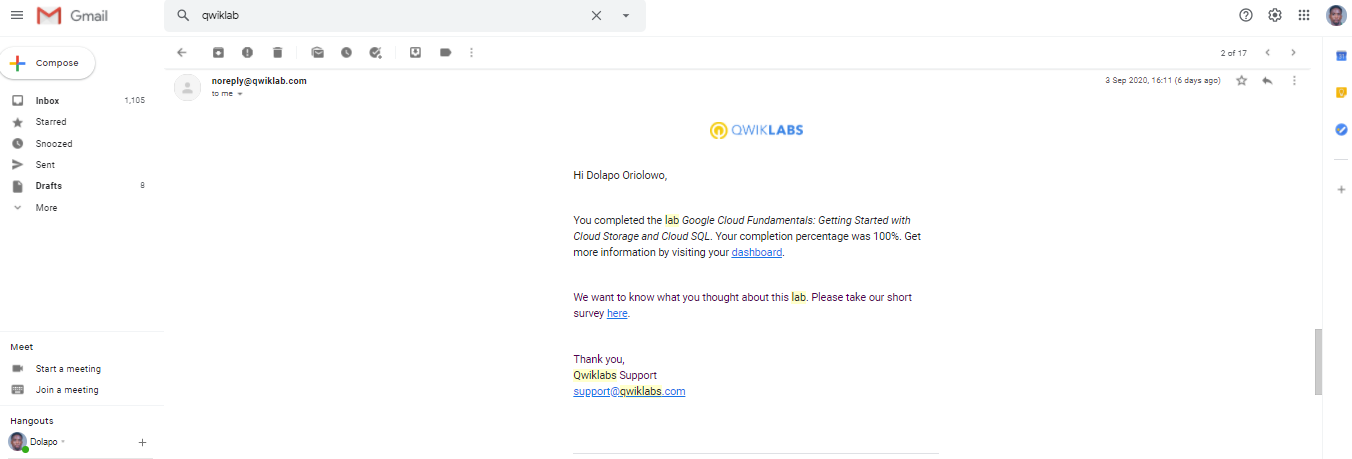 Gmail
qwiklab
Compose
2 of 17
noreply@qwiklab.com
3 Sep 2020, 16:11 (6 days ago)
to me
Inbox 1,105
Starred
Snoozed
Sent
Drafts 8
More
QWIKLABS
Hi Dolapo Oriolowo,
You completed the lab Google Cloud Fundamentals: Getting Started with
Cloud Storage and Cloud SQL. Your completion percentage was 100%. Get
more information by visiting your dashboard.
We want to know what you thought about this lab. Please take our short
survey here.
Thank you,
Qwiklabs Support
support@qwiklabs.com
Meet
Start a meeting
Join a meeting
Hangouts
Dolapo